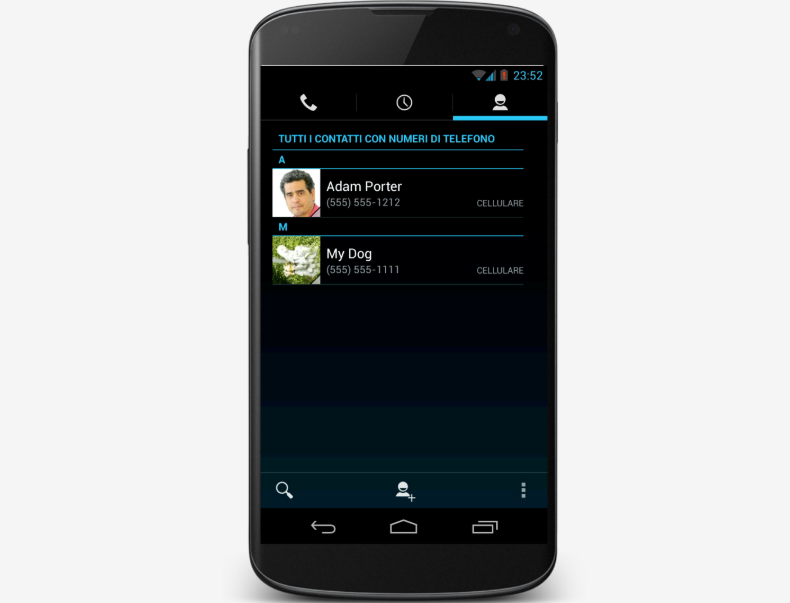 23:52
TUTTI I CONTATTI CON NUMERI DI TELEFONO
A
Adam Porter
(555) 555-1212 CELLULARE
M
My Dog
(555) 555-1111 CELLULARE